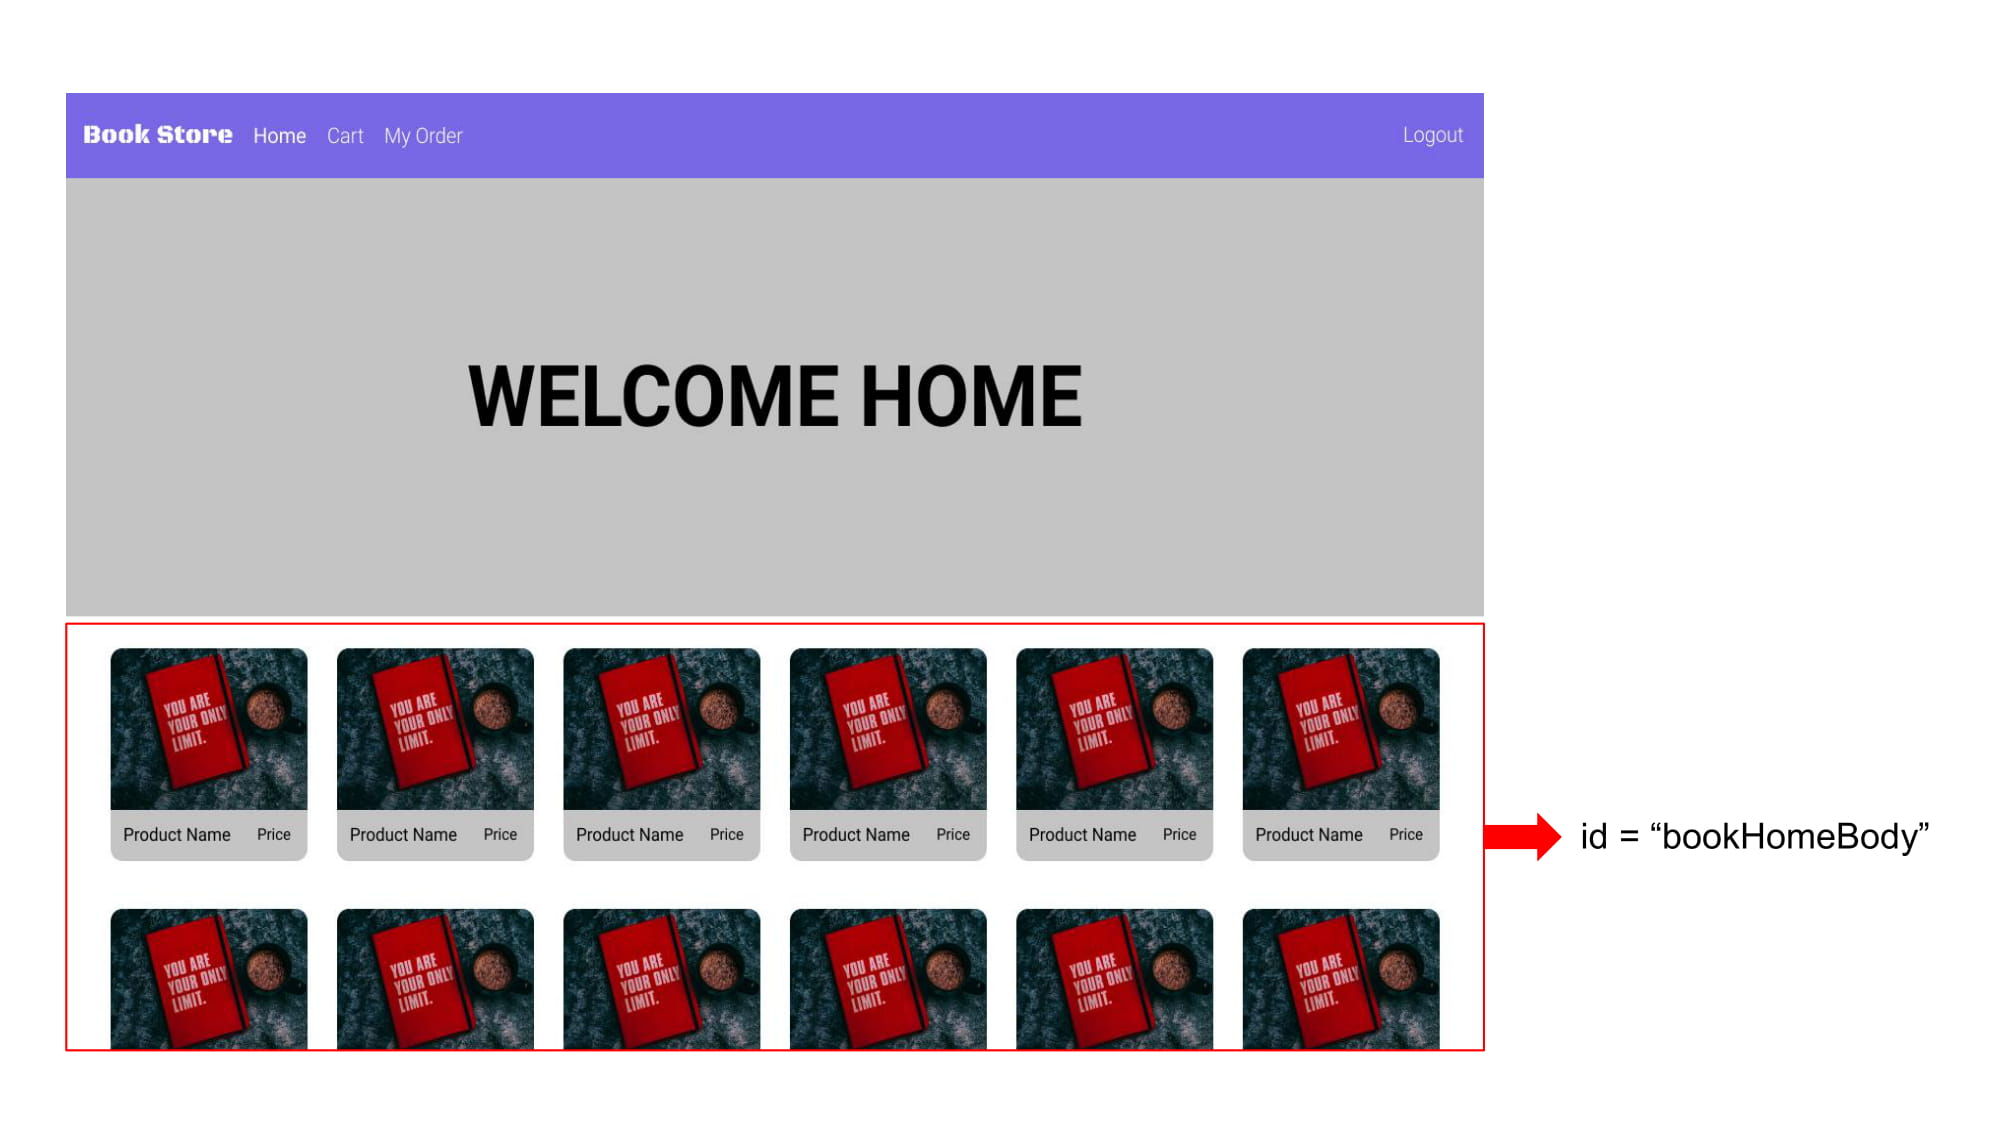 Book Store Home Cart My Order Logout
WELCOME HOME
YOU ARE
YOUR ONLY
LIMIT.
YOU ARE
YOUR ONLY
LIMIT.
YOU ARE
YOUR ONLY
LIMIT.
YOU ARE
YOUR ONLY
LIMIT.
YOU ARE
YOUR ONLY
LIMIT.
YOU ARE
YOUR ONLY
LIMIT.
Product Name Price Product Name Price Product Name Price Product Name Price Product Name Price Product Name Price
id = “bookHomeBody”
YOU ARE
YOUR ONLY
LIMIT.
YOU ARE
YOUR ONLY
LIMIT.
YOU ARE
YOUR ONLY
LIMIT.
YOU ARE
YOUR ONLY
LIMIT.
YOU ARE
YOUR ONLY
LIMIT.
YOU ARE
YOUR ONLY
LIMIT.